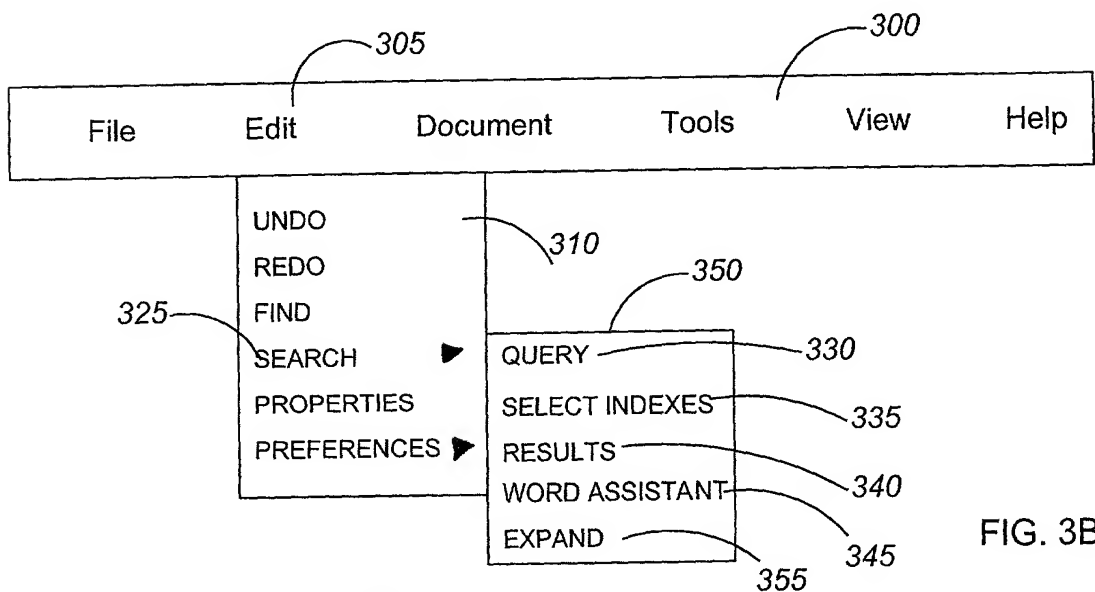 305 300
File Edit Document Tools View Help
UNDO
310
REDO
350
FIND
325
SEARCH QUERY 330
PROPERTIES SELECT INDEXES 335
PREFERENCES RESULTS 340
WORD ASSISTANT 345
EXPAND 355
FIG. 3B